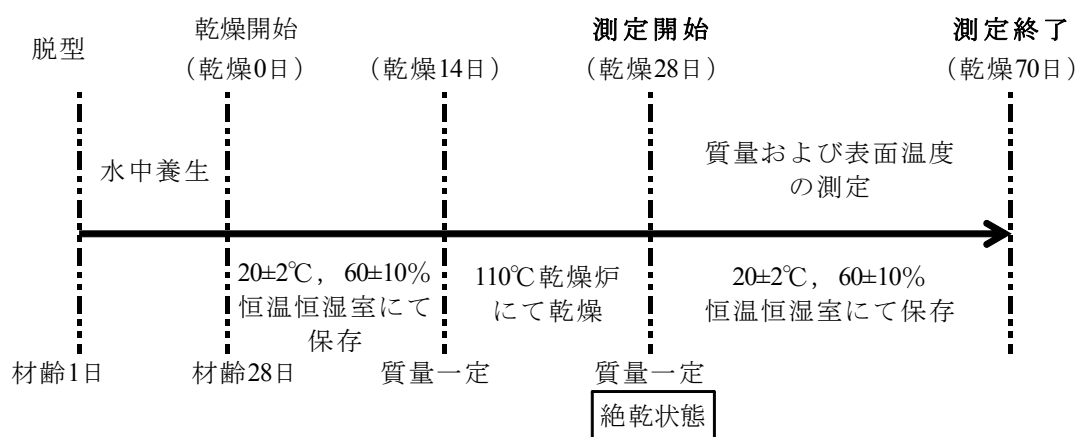 脱型
乾燥開始
（乾燥0日）
（乾燥14日）
測定開始
（乾燥28日）
測定終了
（乾燥70日）
水中養生
質量および表面温度
の測定
20±2℃，60±10%
恒温恒湿室にて
保存
110℃乾燥炉
にて乾燥
20±2℃，60±10%
恒温恒湿室にて保存
材齢1日
材齢28日
質量一定
質量一定
絶乾状態